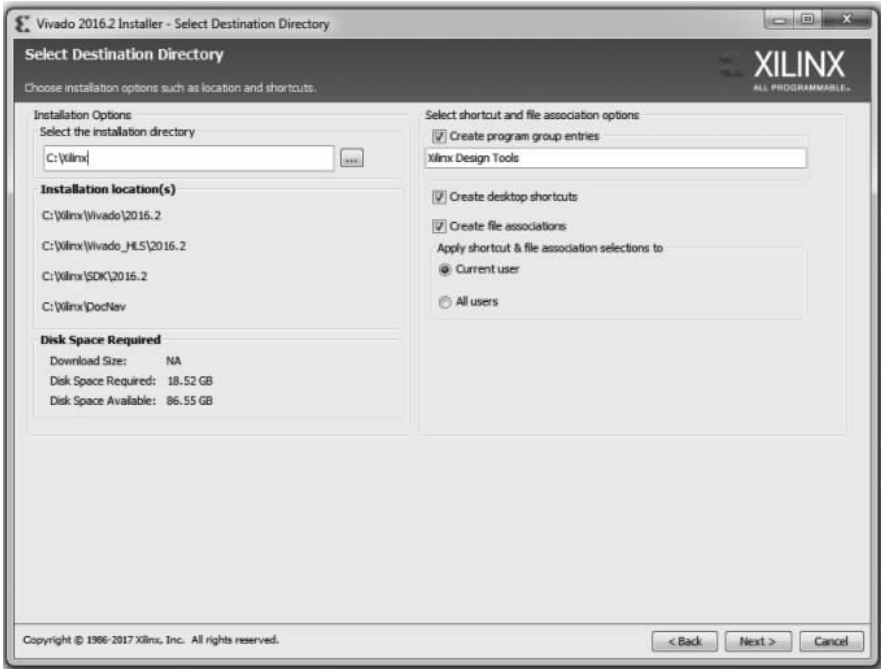 Vivado 2016.2 Installer - Select Destination Directory
Select Destination Directory
Choose installation options such as location and shortcuts.
XILINX
ALL PROGRAMMABLE™
Installation Options
Select the installation directory
C:\Xilinx
...
Installation location(s)
C:\Xilinx\Vivado\2016.2
C:\Xilinx\Vivado_HLS\2016.2
C:\Xilinx\SDK\2016.2
C:\Xilinx\DocNav
Disk Space Required
Download Size: NA
Disk Space Required: 18.52 GB
Disk Space Available: 86.55 GB
Select shortcut and file association options
Create program group entries
Xilinx Design Tools
Create desktop shortcuts
Create file associations
Apply shortcut & file association selections to
Current user
All users
Copyright © 1986-2017 Xilinx, Inc. All rights reserved.
< Back Next > Cancel